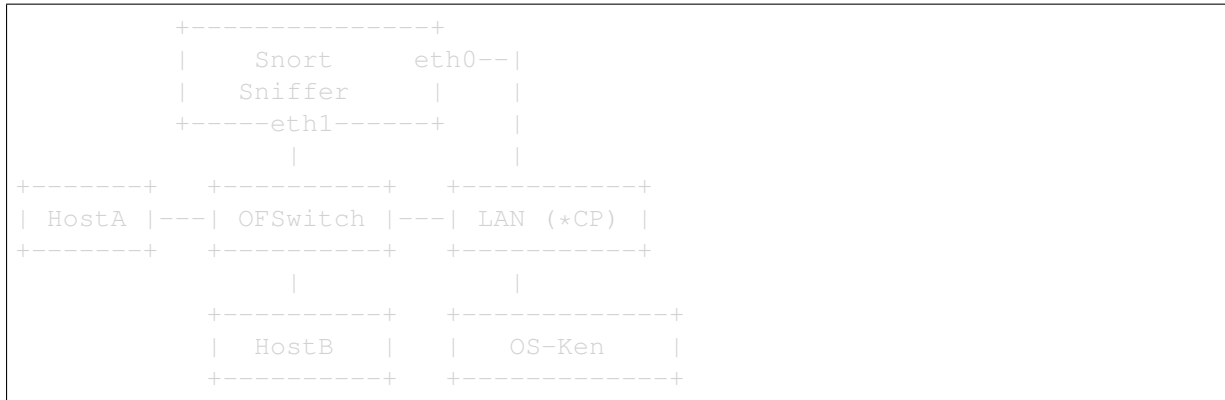 +---------------+
|    Snort     eth0--|
|   Sniffer      |    |
+-----eth1------+    |
|             |
+-------+   +----------+   +-----------+
| HostA |---| OFSwitch |---| LAN (*CP) |
+-------+   +----------+   +-----------+
|             |
+----------+   +-------------+
|  HostB   |   |   OS-Ken    |
+----------+   +-------------+